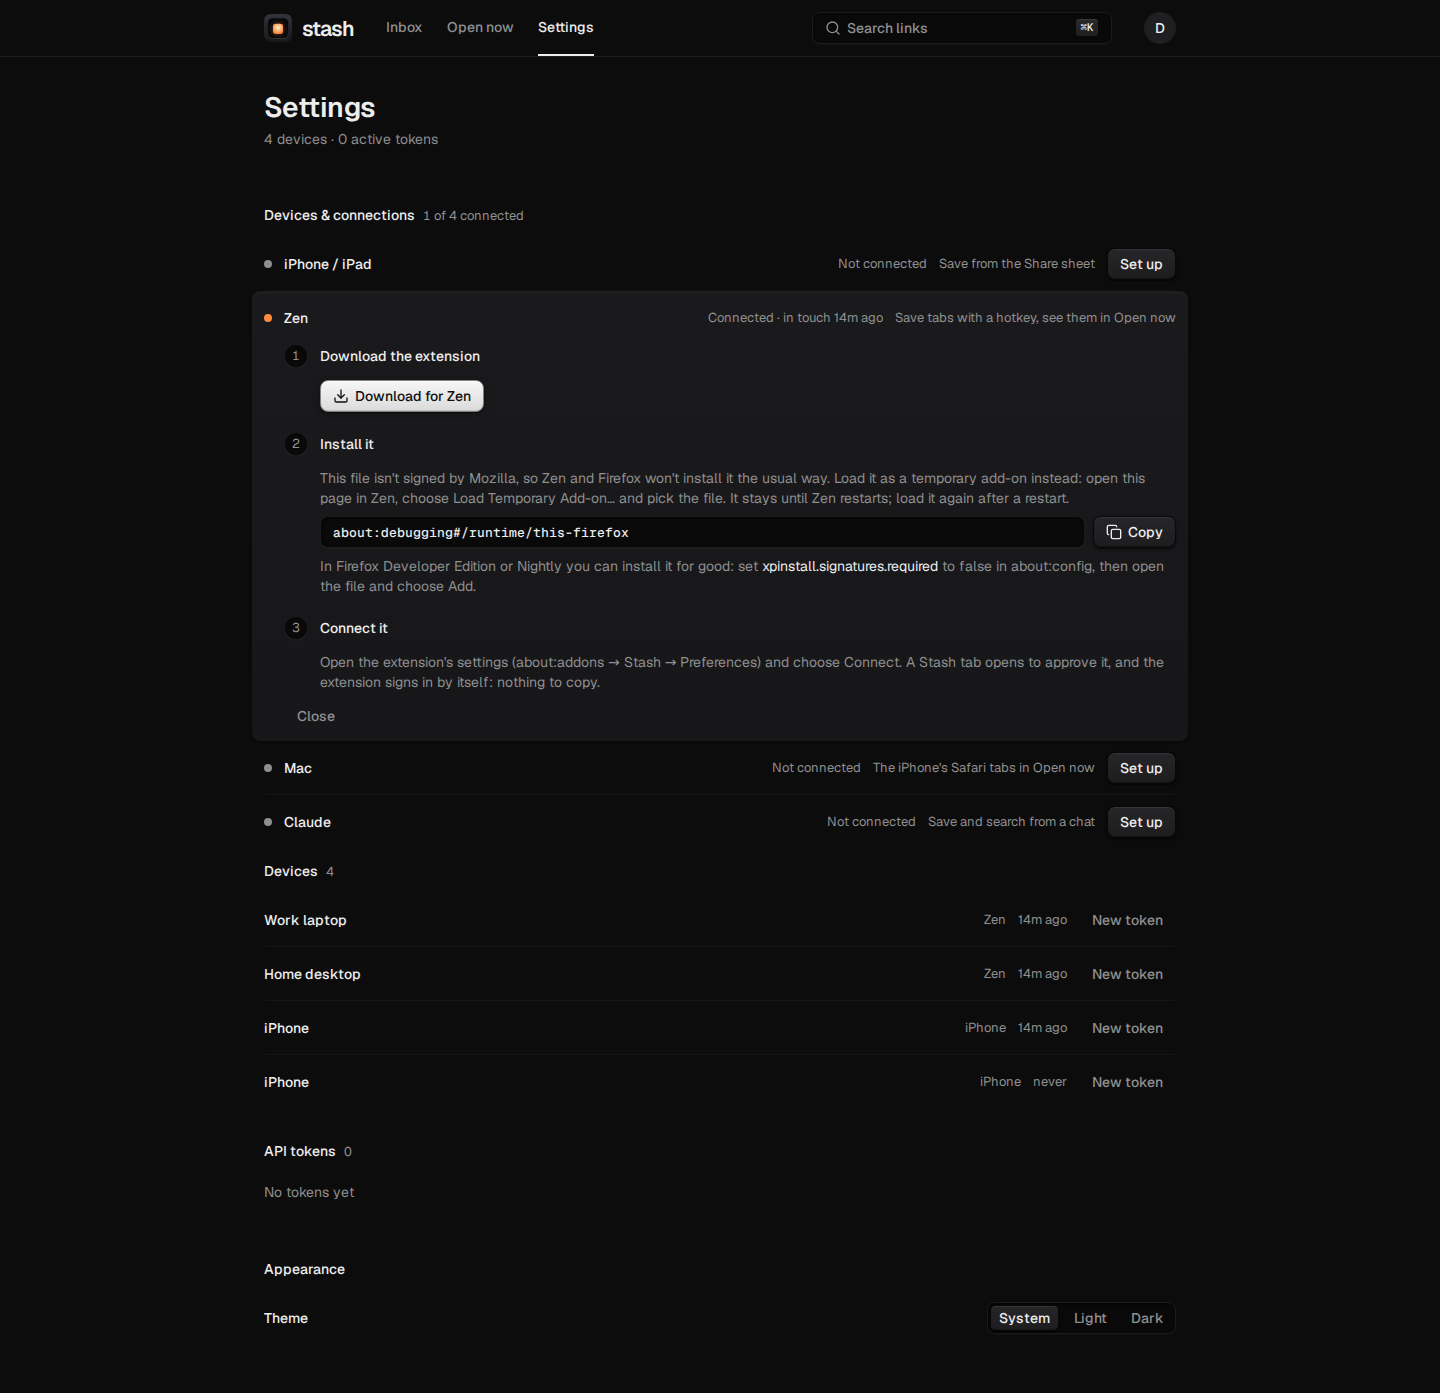 stash Inbox Open now Settings Search links ⌘K D
Settings
4 devices · 0 active tokens
Devices & connections 1 of 4 connected
iPhone / iPad Not connected Save from the Share sheet Set up
Zen Connected · in touch 14m ago Save tabs with a hotkey, see them in Open now
1 Download the extension
Download for Zen
2 Install it
This file isn't signed by Mozilla, so Zen and Firefox won't install it the usual way. Load it as a temporary add-on instead: open this
page in Zen, choose Load Temporary Add-on… and pick the file. It stays until Zen restarts; load it again after a restart.
about:debugging#/runtime/this-firefox Copy
In Firefox Developer Edition or Nightly you can install it for good: set xpinstall.signatures.required to false in about:config, then open
the file and choose Add.
3 Connect it
Open the extension's settings (about:addons → Stash → Preferences) and choose Connect. A Stash tab opens to approve it, and the
extension signs in by itself: nothing to copy.
Close
Mac Not connected The iPhone's Safari tabs in Open now Set up
Claude Not connected Save and search from a chat Set up
Devices 4
Work laptop Zen 14m ago New token
Home desktop Zen 14m ago New token
iPhone iPhone 14m ago New token
iPhone iPhone never New token
API tokens 0
No tokens yet
Appearance
Theme System Light Dark